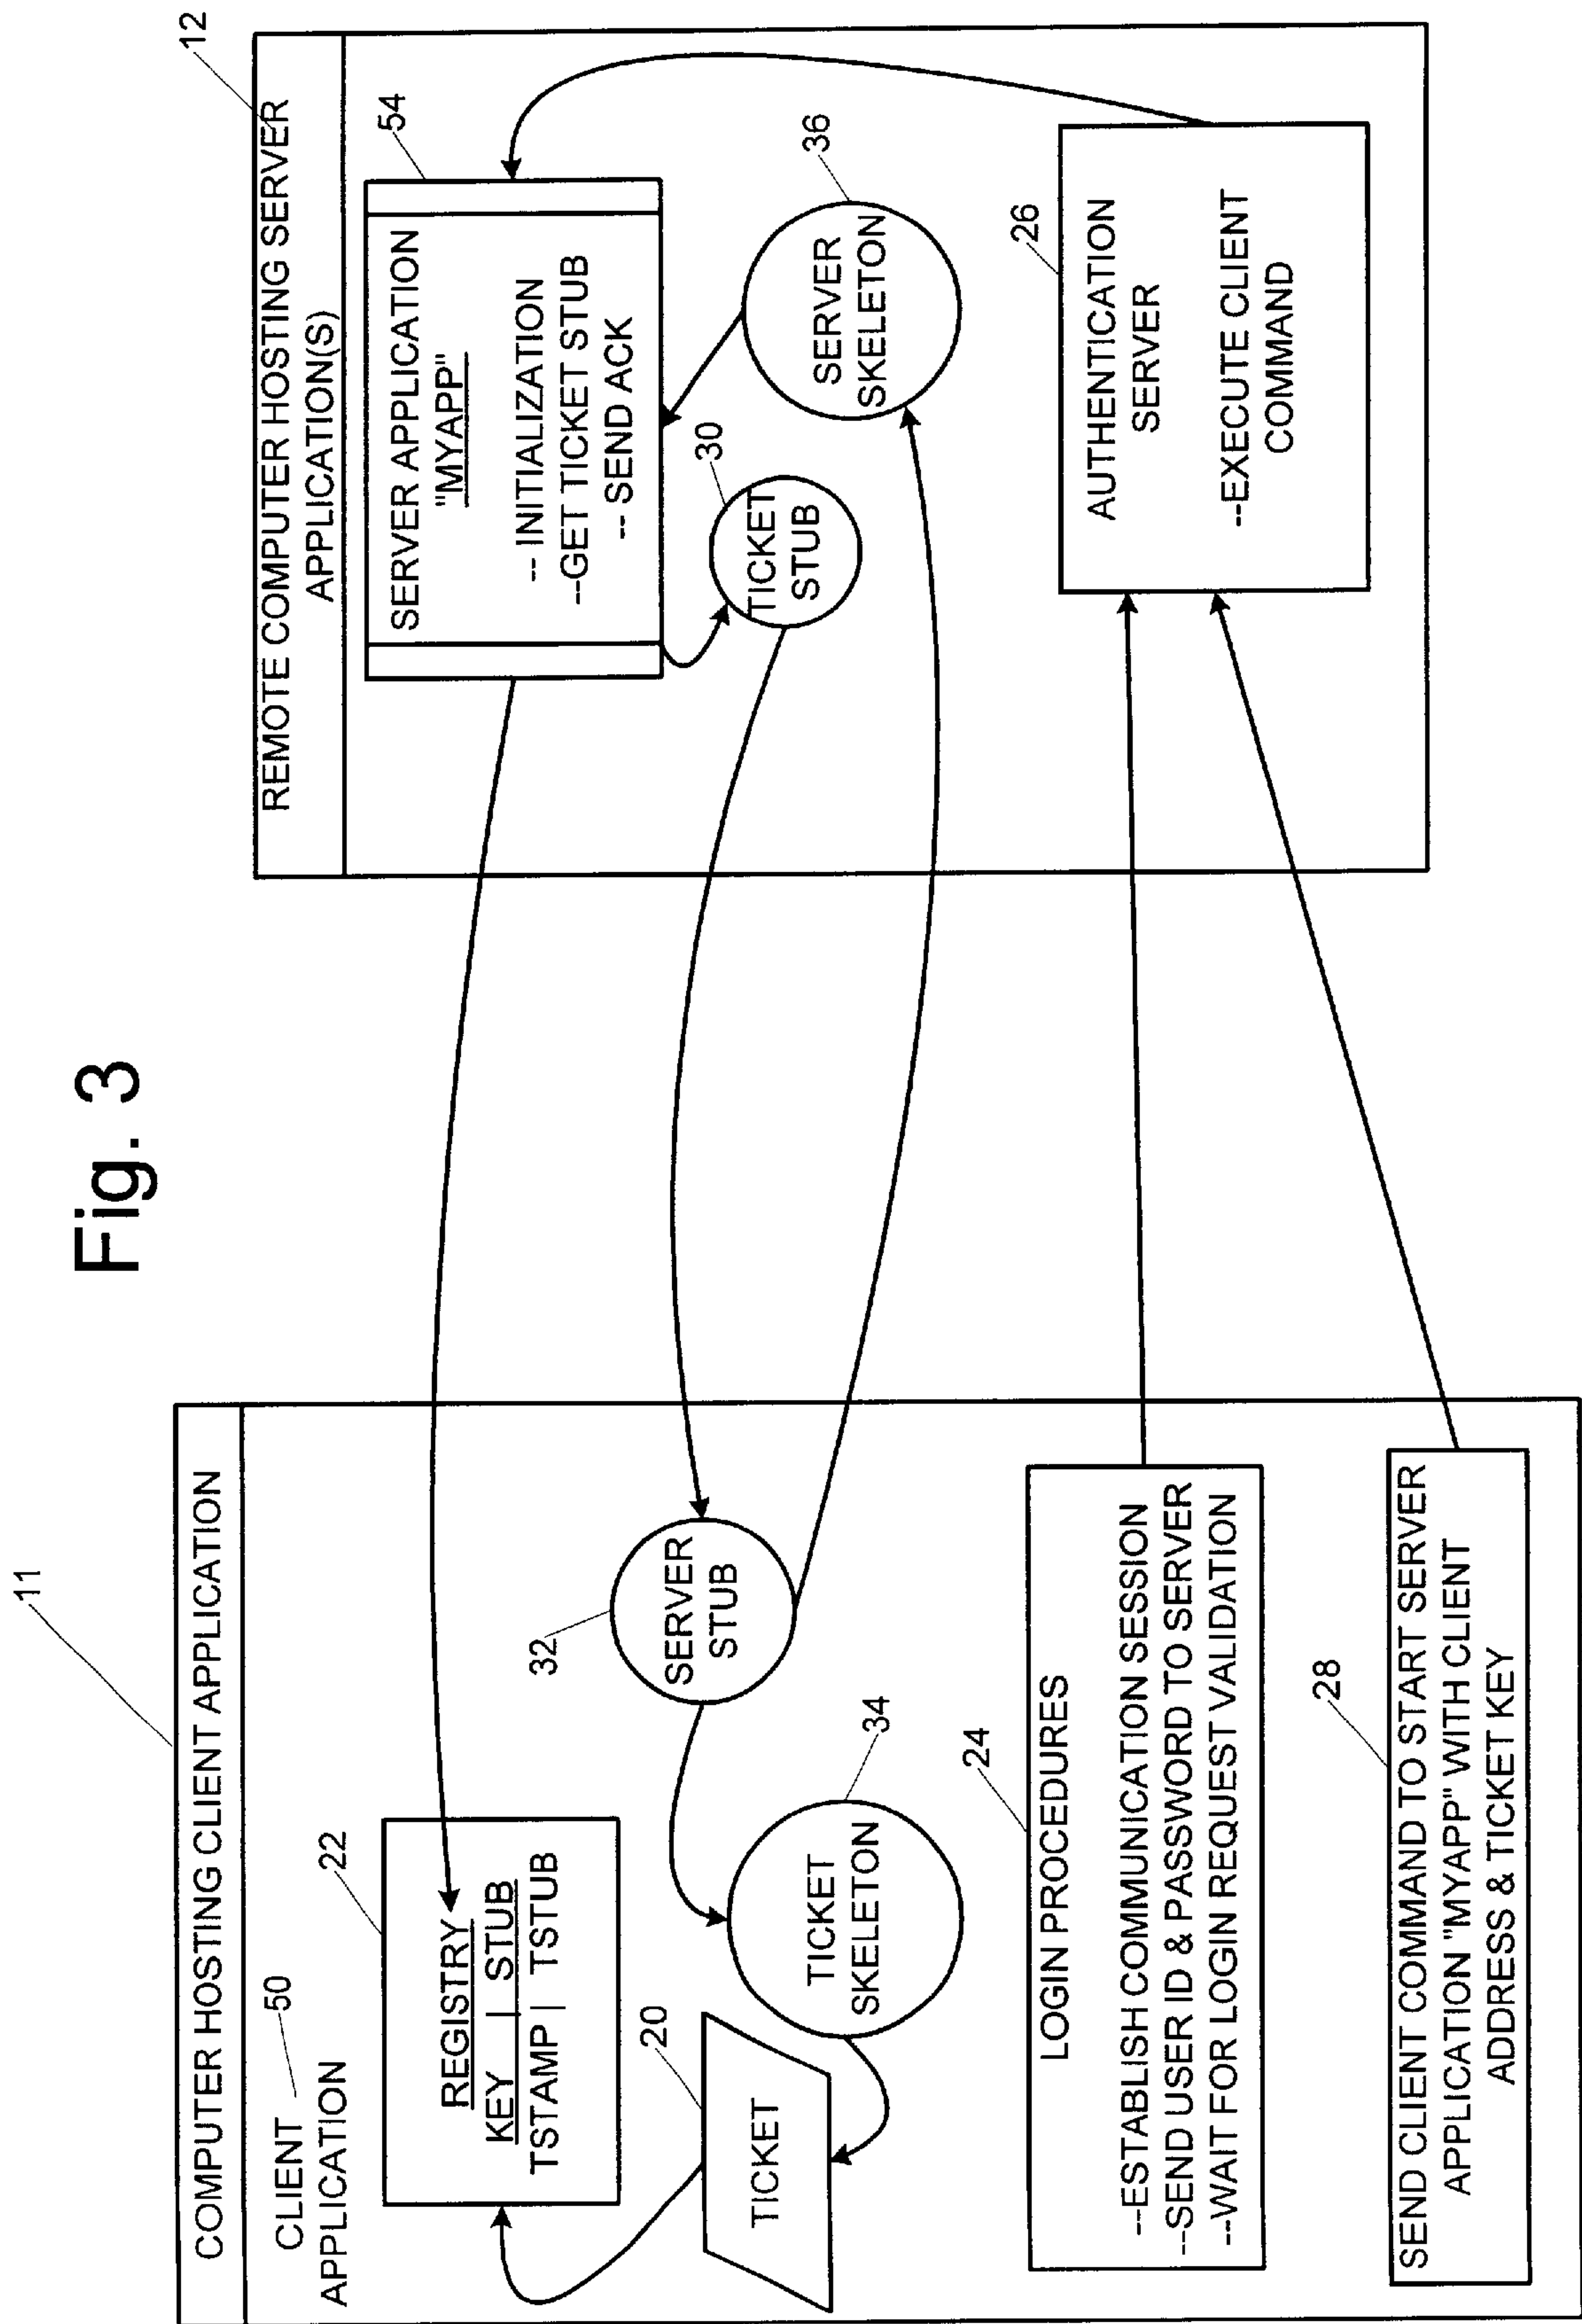 Fig. 3
11
COMPUTER HOSTING CLIENT APPLICATION
CLIENT
APPLICATION
50
22
REGISTRY
KEY | STUB
TSTAMP | TSTUB
32
SERVER
STUB
20
TICKET
34
TICKET
SKELETON
24
LOGIN PROCEDURES
--ESTABLISH COMMUNICATION SESSION
--SEND USER ID & PASSWORD TO SERVER
--WAIT FOR LOGIN REQUEST VALIDATION
28
SEND CLIENT COMMAND TO START SERVER
APPLICATION "MYAPP" WITH CLIENT
ADDRESS & TICKET KEY
12
REMOTE COMPUTER HOSTING SERVER
APPLICATION(S)
54
SERVER APPLICATION
"MYAPP"
-- INITIALIZATION
--GET TICKET STUB
-- SEND ACK
30
TICKET
STUB
36
SERVER
SKELETON
26
AUTHENTICATION
SERVER
--EXECUTE CLIENT
COMMAND